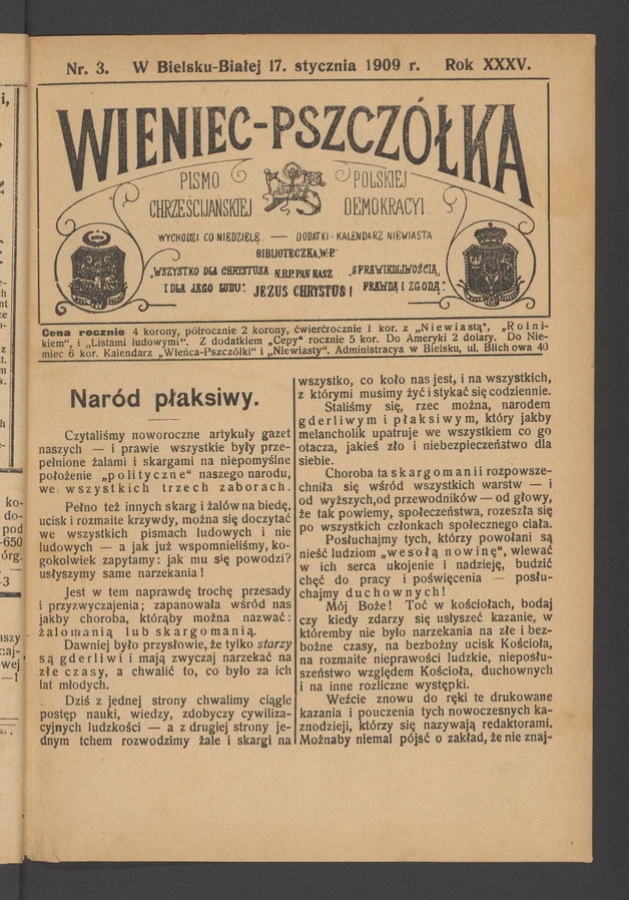 Nr. 3. W Bielsku-Białej 17. stycznia 1909 r. Rok XXXV.
WIENIEC-PSZCZÓŁKA
PISMO POLSKIEJ
CHRZEŚCIJAŃSKIEJ DEMOKRACYI.
WYCHODZI CO NIEDZIELĘ. — DODATKI: KALENDARZ NIEWIASTA
BIBLIOTECZKA W-P
„WSZYSTKO DLA CHRYSTUSA N.RP. PAN NASZ „SPRAWIEDLIWOŚCIĄ,
I DLA JEGO LUDU". JEZUS CHRYSTUS! PRAWDĄ I ZGODĄ"
Cena rocznie 4 korony, półrocznie 2 korony, ćwierćrocznie 1 kor. z „Niewiastą", „Rolni-
kiem", i „Listami ludowymi". Z dodatkiem „Cepy" rocznie 5 kor. Do Ameryki 2 dolary. Do Nie-
miec 6 kor. Kalendarz „Wieńca-Pszczółki" i „Niewiasty". Administracya w Bielsku, ul. Blichowa 40
Naród płaksiwy.
Czytaliśmy noworoczne artykuły gazet
naszych — i prawie wszystkie były prze-
pełnione żalami i skargami na niepomyślne
położenie „polityczne" naszego narodu,
we wszystkich trzech zaborach.
Pełno też innych skarg i żalów na biedę,
ucisk i rozmaite krzywdy, można się doczytać
we wszystkich pismach ludowych i nie
ludowych — a jak już wspomnieliśmy, ko-
gokolwiek zapytamy: jak mu się powodzi?
usłyszymy same narzekania!
Jest w tem naprawdę trochę przesady
i przyzwyczajenia; zapanowała wśród nas
jakby choroba, którąby można nazwać:
żalomanią lub skargomanią.
Dawniej było przysłowie, że tylko starzy
są gderliwi i mają zwyczaj narzekać na
złe czasy, a chwalić to, co było za ich
lat młodych.
Dziś z jednej strony chwalimy ciągle
postęp nauki, wiedzy, zdobyczy cywiliza-
cyjnych ludzkości — a z drugiej strony je-
dnym tchem rozwodzimy żale i skargi na
wszystko, co koło nas jest, i na wszystkich,
z którymi musimy żyć i stykać się codziennie.
Staliśmy się, rzec można, narodem
gderliwym i płaksiwym, który jakby
melancholik upatruje we wszystkiem co go
otacza, jakieś zło i niebezpieczeństwo dla
siebie.
Choroba ta skargomanii rozpowsze-
chniła się wśród wszystkich warstw — i
od wyższych, od przewodników — od głowy,
że tak powiemy, społeczeństwa, rozeszła się
po wszystkich członkach społecznego ciała.
Posłuchajmy tych, którzy powołani są
nieść ludziom „wesołą nowinę", wlewać
w ich serca ukojenie i nadzieję, budzić
chęć do pracy i poświęcenia — posłu-
chajmy duchownych!
Mój Boże! Toć w kościołach, bodaj
czy kiedy zdarzy się usłyszeć kazanie, w
któremby nie było narzekania na złe i bez-
bożne czasy, na bezbożny ucisk Kościoła,
na rozmaite nieprawości ludzkie, nieposłu-
szeństwo względem Kościoła, duchownych
i na inne rozliczne występki.
Weźcie znowu do ręki te drukowane
kazania i pouczenia tych nowoczesnych ka-
znodziei, którzy się nazywają redaktorami.
Możnaby niemal pójść o zakład, że nie znaj-